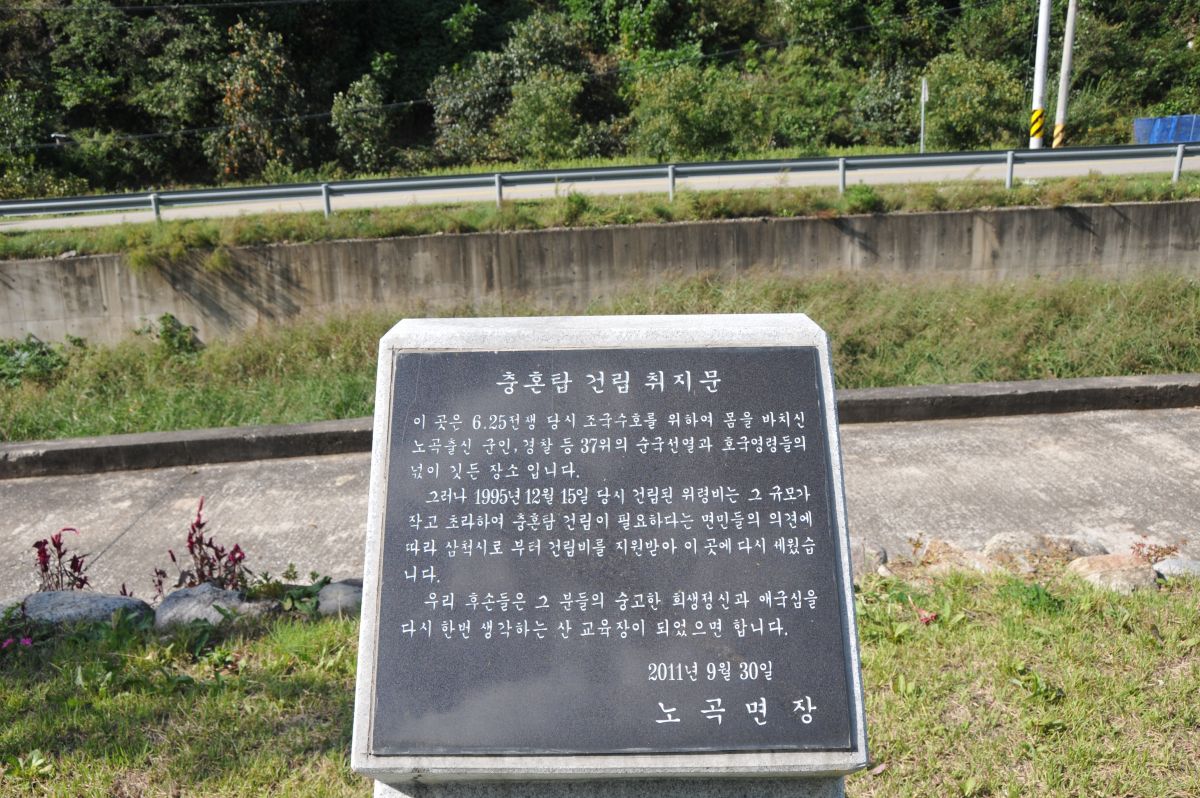 충혼탑 건립 취지문
이 곳은 6.25전쟁 당시 조국수호를 위하여 몸을 바치신
노곡출신 군인, 경찰 등 37위의 순국선열과 호국영령들의
넋이 깃든 장소 입니다.
그러나 1995년 12월 15일 당시 건립된 위령비는 그 규모가
작고 초라하여 충혼탑 건립이 필요하다는 면민들의 의견에
따라 삼척시로 부터 건립비를 지원받아 이 곳에 다시 세웠습
니다.
우리 후손들은 그 분들의 숭고한 희생정신과 애국심을
다시 한번 생각하는 산 교육장이 되었으면 합니다.
2011년 9월 30일
노곡면장